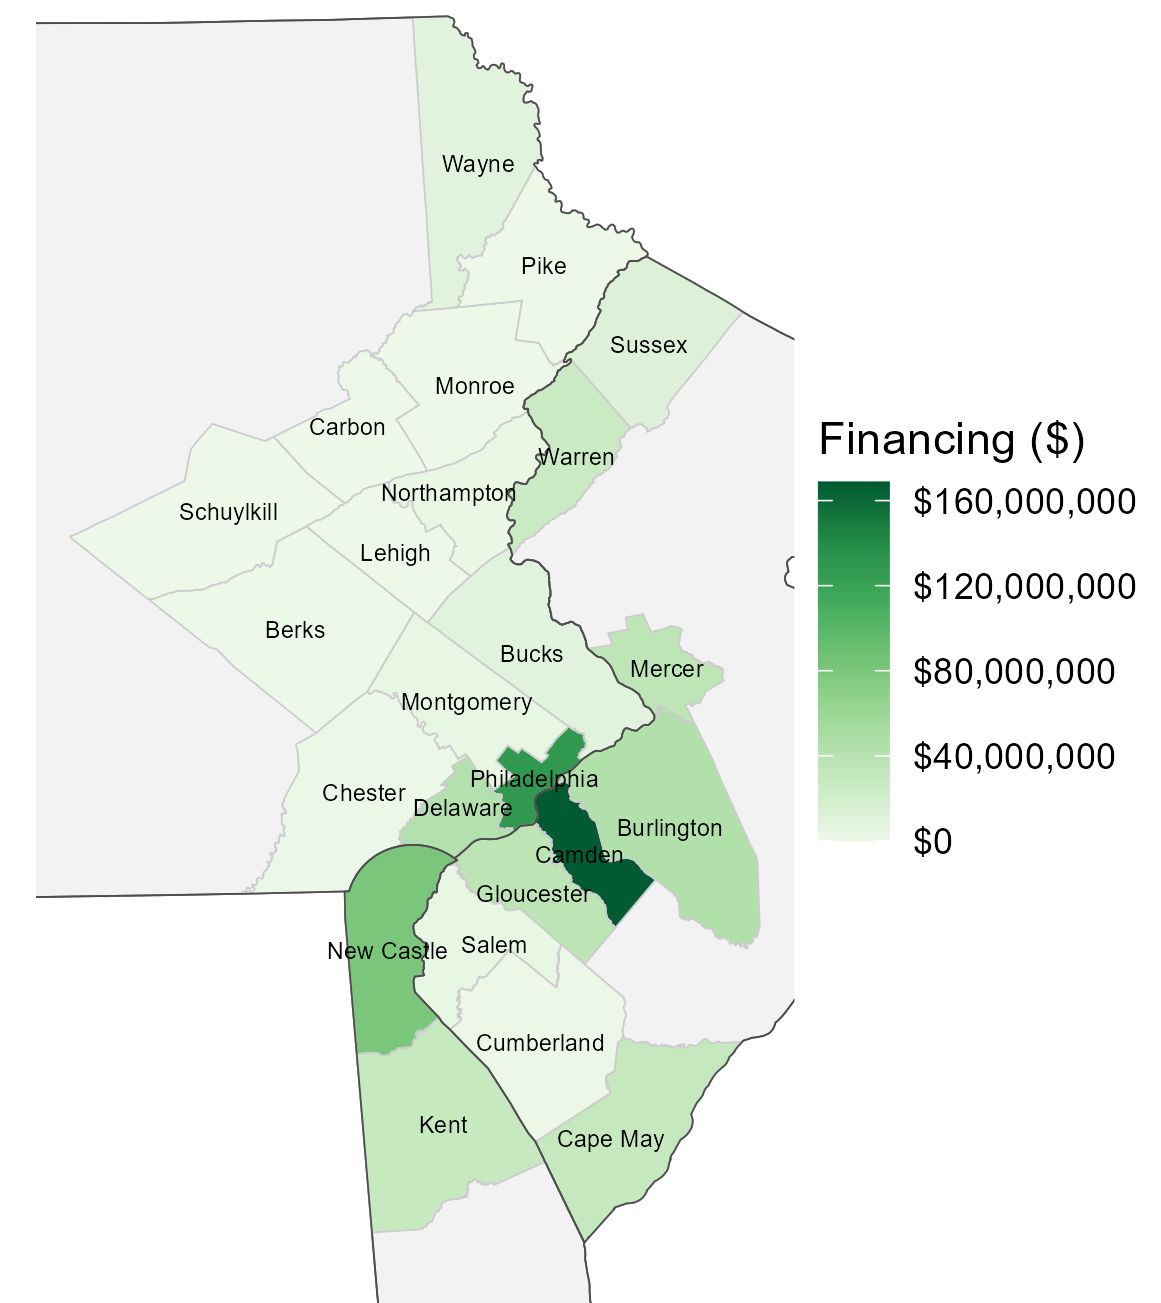 Wayne
Pike
Sussex
Monroe
Carbon
Warren
Northampton
Schuylkill
Lehigh
Berks
Bucks
Mercer
Montgomery
Philadelphia
Chester
Delaware
Burlington
Camden
Gloucester
Salem
New Castle
Cumberland
Kent
Cape May
Financing ($)
$160,000,000
$120,000,000
$80,000,000
$40,000,000
$0